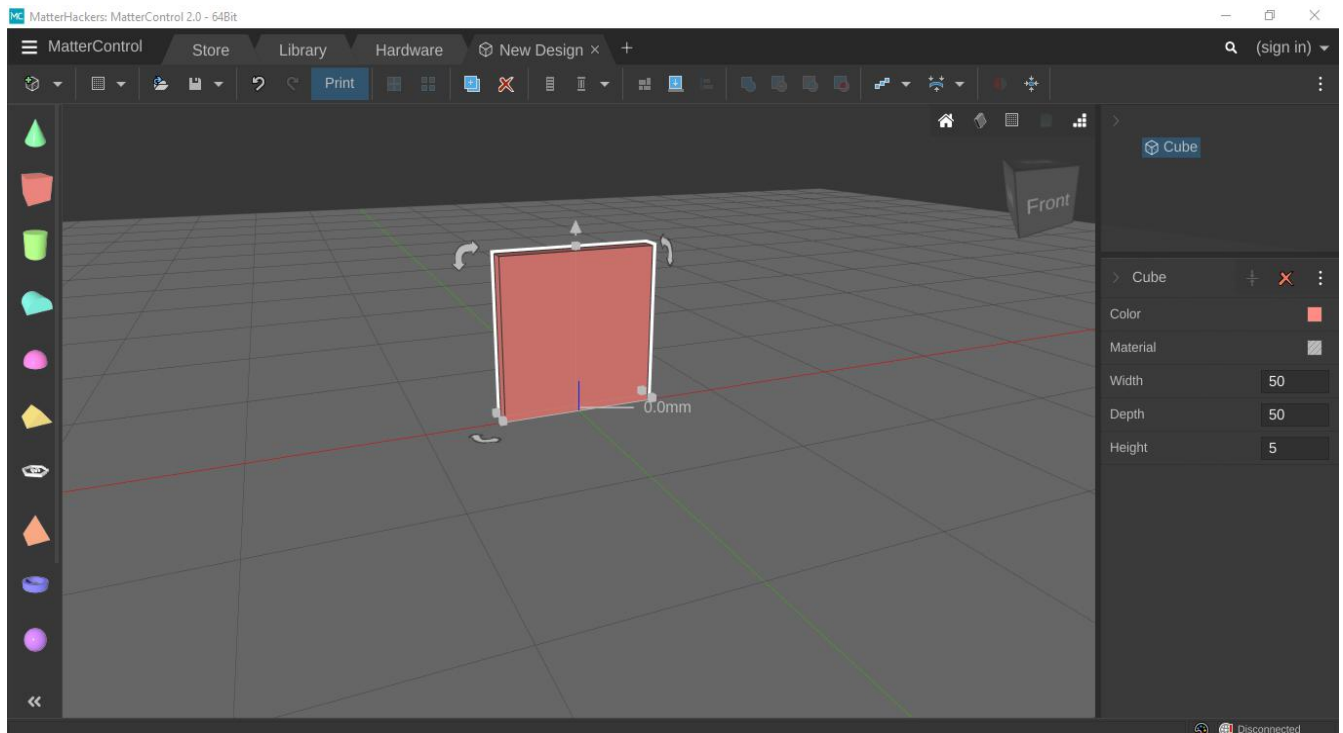 MC MatterHackers: MatterControl 2.0 - 64Bit
MatterControl Store Library Hardware New Design × + (sign in)
Print
Front
Cube
0.0mm
Cube
Color
Material
Width 50
Depth 50
Height 5
Disconnected